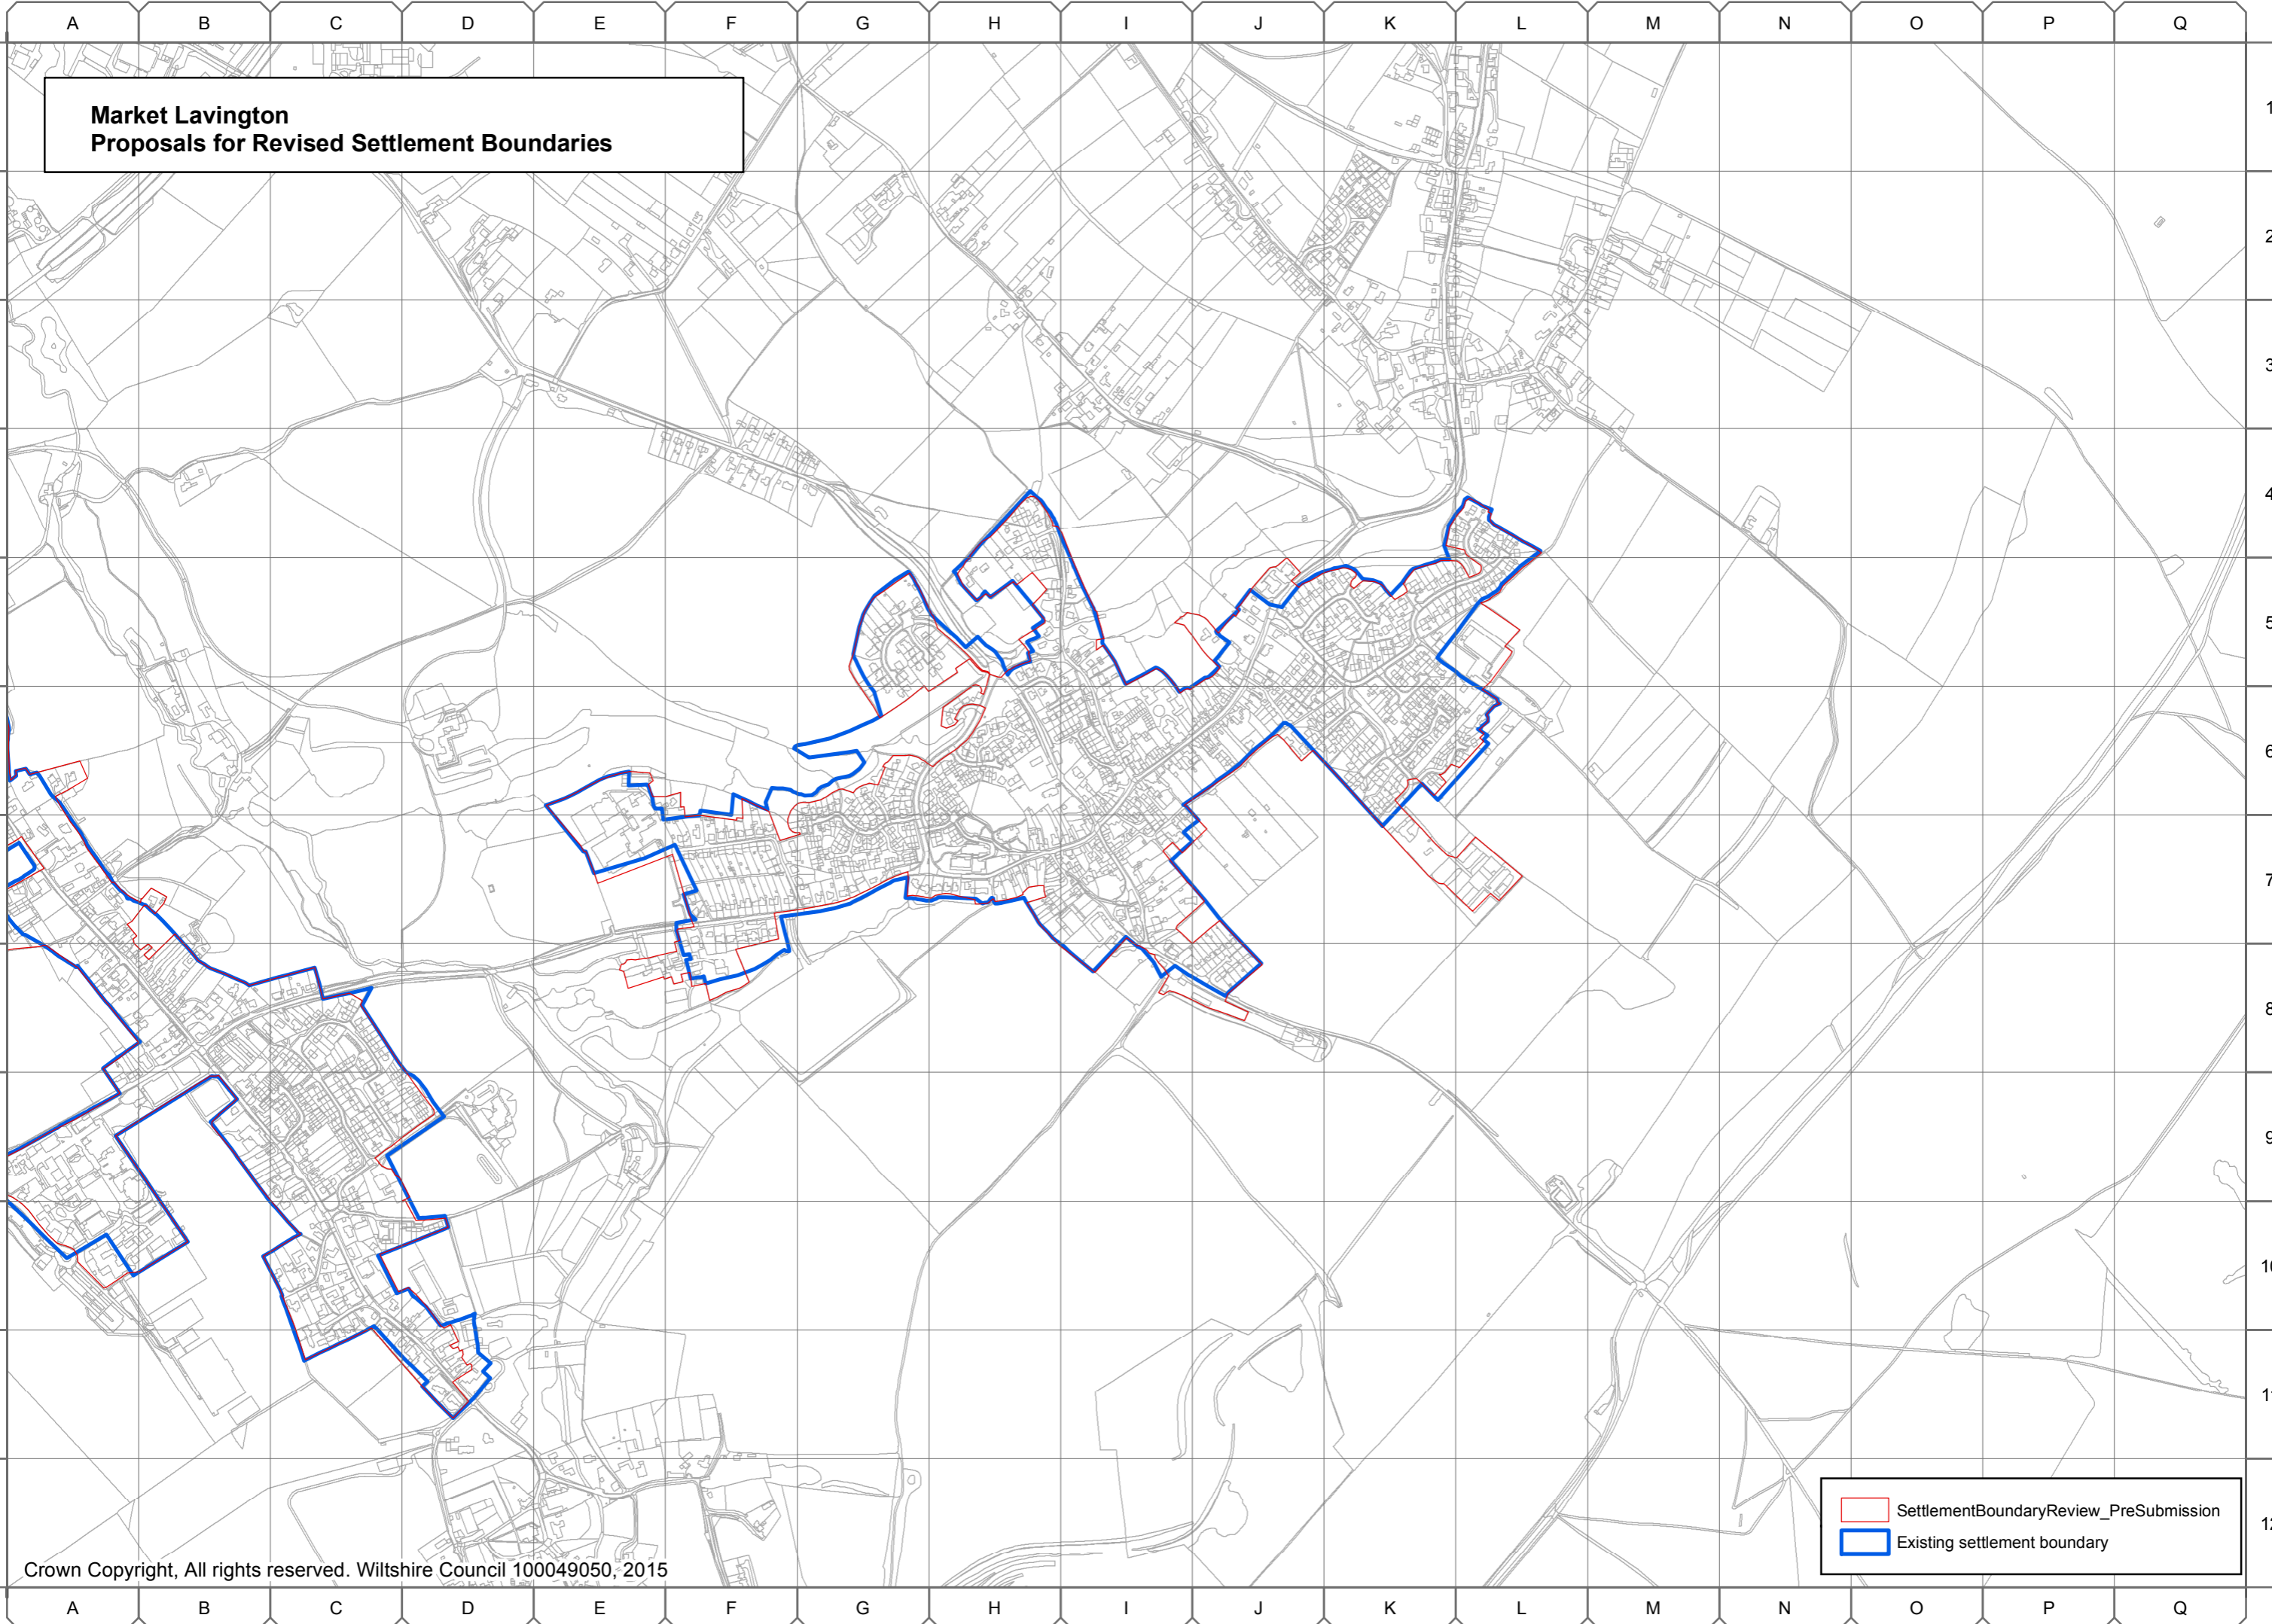 A B C D E F G H I J K L M N O P Q
Market Lavington
Proposals for Revised Settlement Boundaries
1
2
3
4
5
6
7
8
9
10
11
12
SettlementBoundaryReview_PreSubmission
Existing settlement boundary
Crown Copyright, All rights reserved. Wiltshire Council 100049050, 2015
A B C D E F G H I J K L M N O P Q